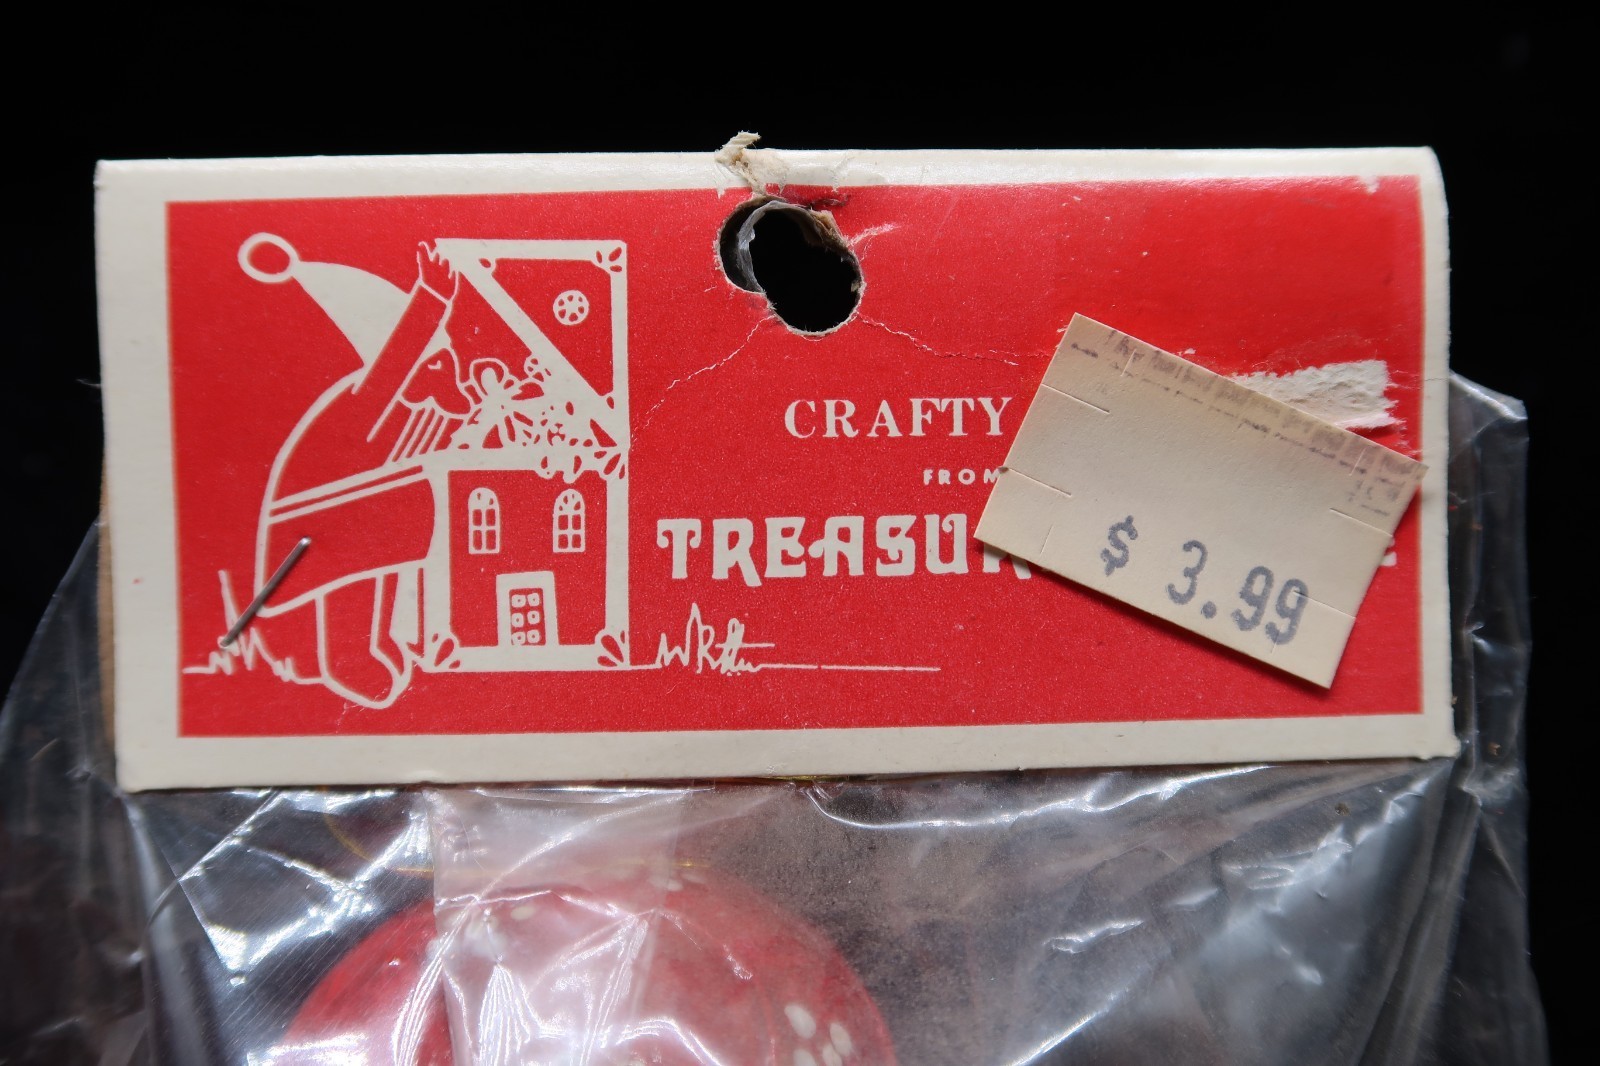 CRAFTY
FROM
TREASUR
$ 3.99